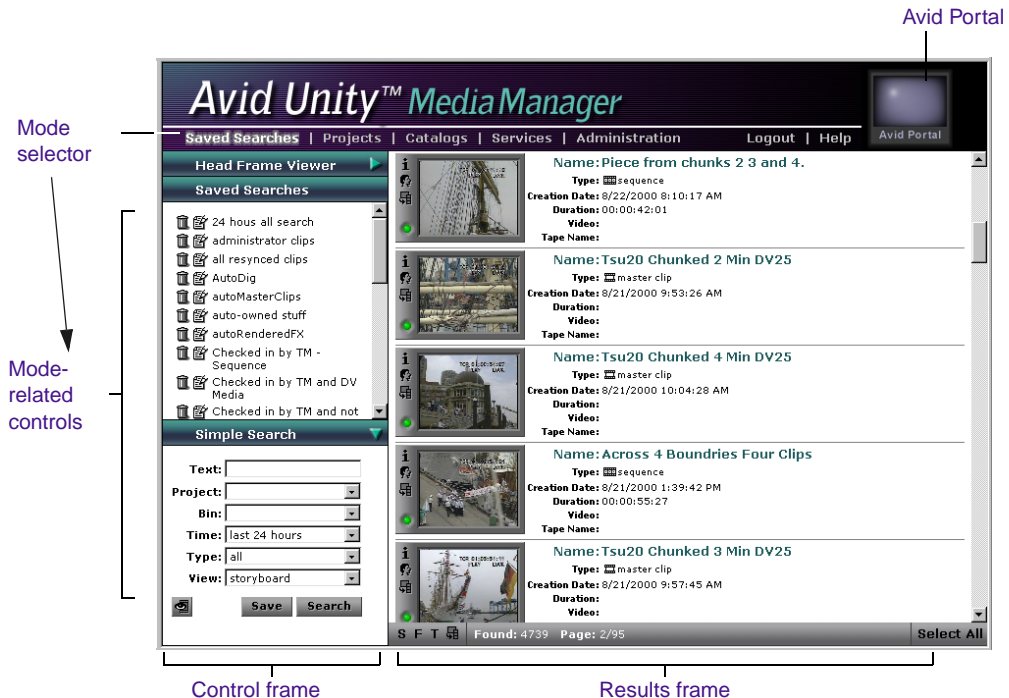 Avid Portal
Avid Unity™ MediaManager
Mode
selector
Saved Searches | Projects | Catalogs | Services | Administration Logout | Help
Avid Portal
Head Frame Viewer
Saved Searches
24 hous all search
administrator clips
all resynced clips
AutoDig
autoMasterClips
auto-owned stuff
autoRenderedFX
Checked in by TM -
Sequence
Checked in by TM and DV
Media
Checked in by TM and not
Mode-
related
controls
Simple Search
Text:
Project:
Bin:
Time: last 24 hours
Type: all
View: storyboard
Save Search
Name: Piece from chunks 2 3 and 4.
Type: sequence
Creation Date: 8/22/2000 8:10:17 AM
Duration: 00:00:42:01
Video:
Tape Name:
Name: Tsu20 Chunked 2 Min DV25
Type: master clip
Creation Date: 8/21/2000 9:53:26 AM
Duration:
Video:
Tape Name:
Name: Tsu20 Chunked 4 Min DV25
Type: master clip
Creation Date: 8/21/2000 10:04:28 AM
Duration:
Video:
Tape Name:
Name: Across 4 Boundries Four Clips
Type: sequence
Creation Date: 8/21/2000 1:39:42 PM
Duration: 00:00:55:27
Video:
Tape Name:
Name: Tsu20 Chunked 3 Min DV25
Type: master clip
Creation Date: 8/21/2000 9:57:45 AM
Duration:
Video:
S F T Found: 4739 Page: 2/95 Select All
Control frame
Results frame